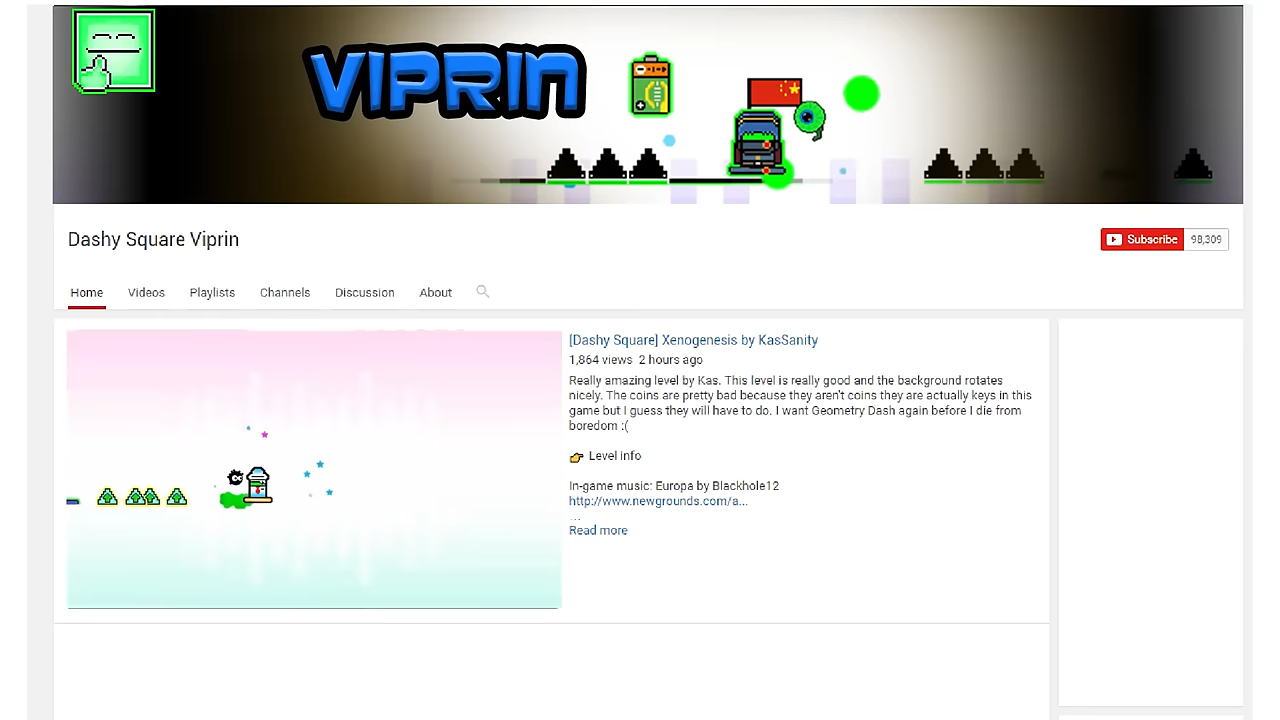 VIPRIN
Dashy Square Viprin
Subscribe 98,309
Home Videos Playlists Channels Discussion About
[Dashy Square] Xenogenesis by KasSanity
1,864 views 2 hours ago
Really amazing level by Kas. This level is really good and the background rotates
nicely. The coins are pretty bad because they aren't coins they are actually keys in this
game but I guess they will have to do. I want Geometry Dash again before I die from
boredom :(
👉 Level info
In-game music: Europa by Blackhole12
http://www.newgrounds.com/a...
...
Read more